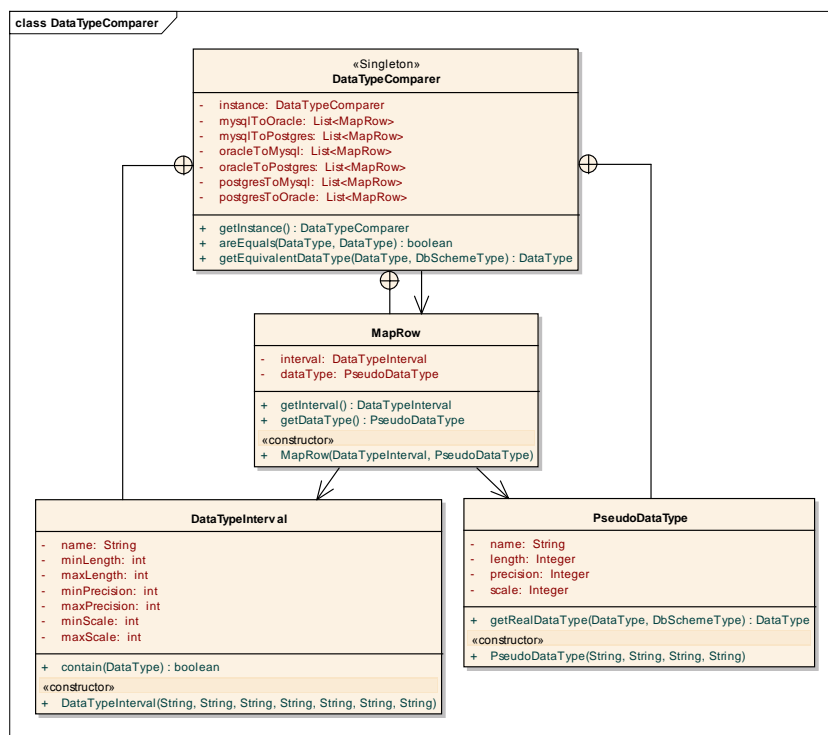 class DataTypeComparer
«Singleton»
DataTypeComparer
- instance: DataTypeComparer
- mysqlToOracle: List<MapRow>
- mysqlToPostgres: List<MapRow>
- oracleToMysql: List<MapRow>
- oracleToPostgres: List<MapRow>
- postgresToMysql: List<MapRow>
- postgresToOracle: List<MapRow>
+ getInstance() : DataTypeComparer
+ areEquals(DataType, DataType) : boolean
+ getEquivalentDataType(DataType, DbSchemeType) : DataType
MapRow
- interval: DataTypeInterval
- dataType: PseudoDataType
+ getInterval() : DataTypeInterval
+ getDataType() : PseudoDataType
«constructor»
+ MapRow(DataTypeInterval, PseudoDataType)
DataTypeInterval
- name: String
- minLength: int
- maxLength: int
- minPrecision: int
- maxPrecision: int
- minScale: int
- maxScale: int
+ contain(DataType) : boolean
«constructor»
+ DataTypeInterval(String, String, String, String, String, String, String)
PseudoDataType
- name: String
- length: Integer
- precision: Integer
- scale: Integer
+ getRealDataType(DataType, DbSchemeType) : DataType
«constructor»
+ PseudoDataType(String, String, String, String)